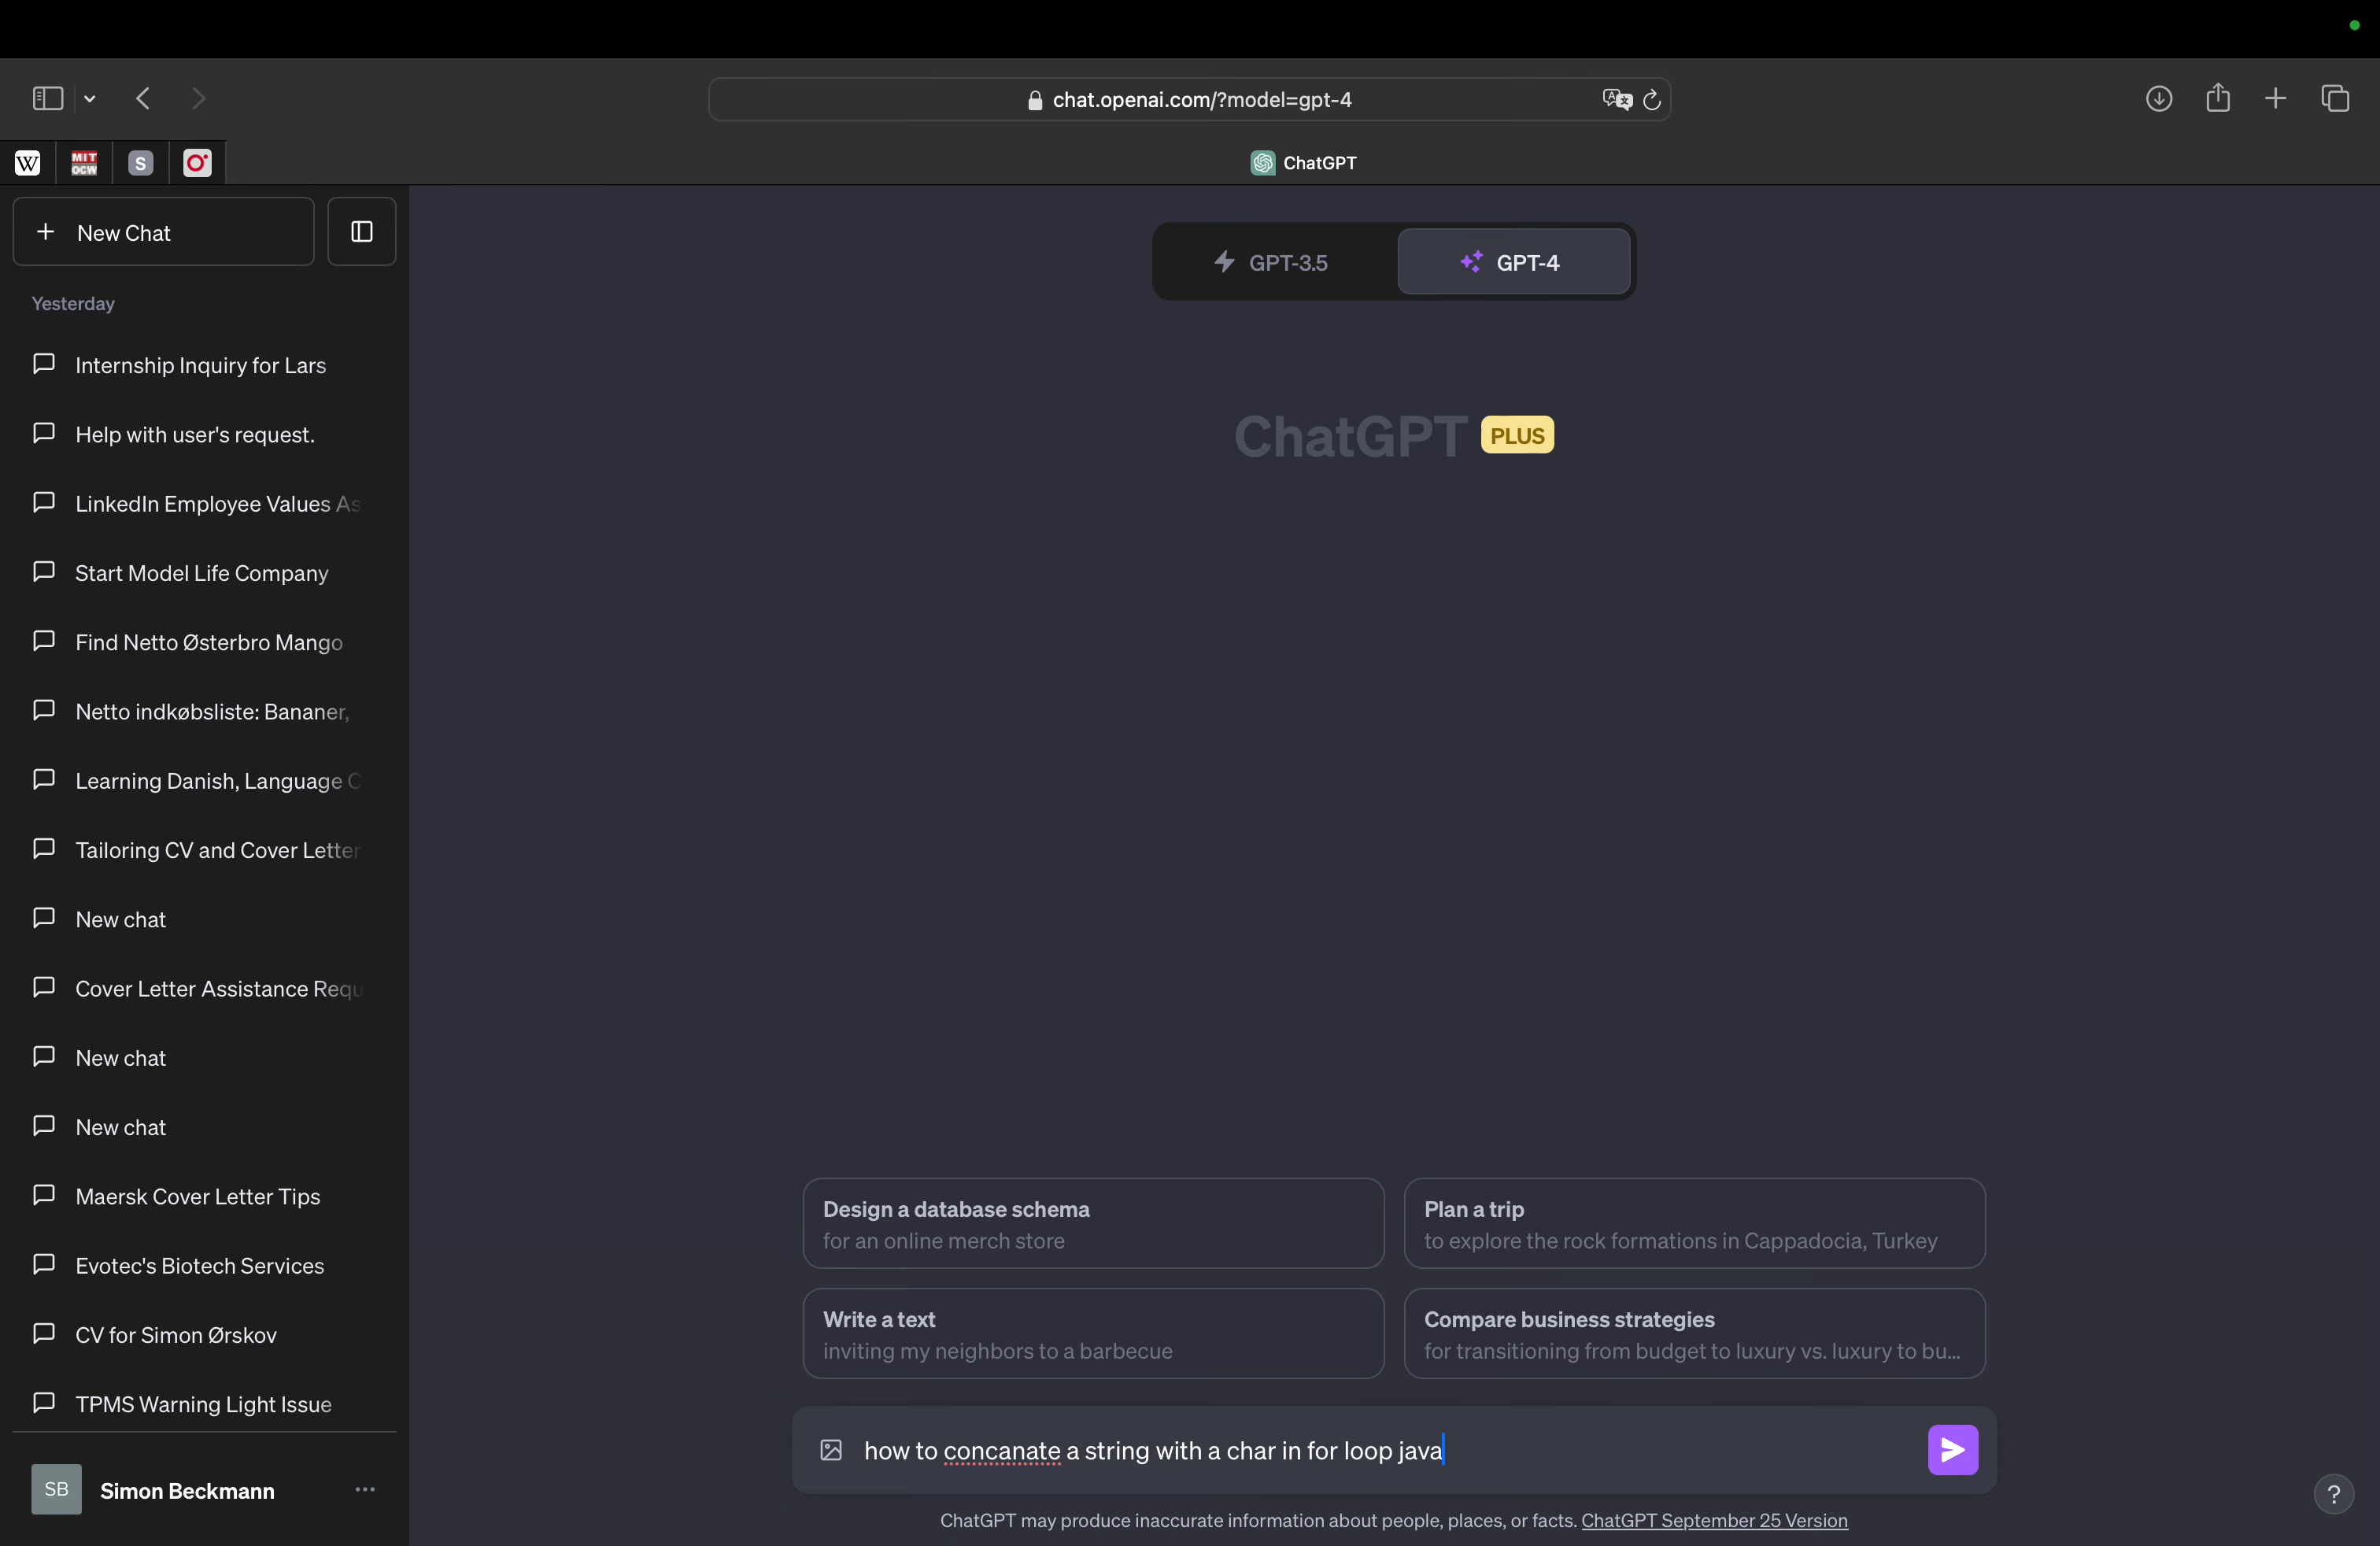 chat.openai.com/?model=gpt-4
W
MIT
OCW
S
ChatGPT
New Chat
GPT-3.5
GPT-4
Yesterday
Internship Inquiry for Lars
Help with user's request.
LinkedIn Employee Values As
Start Model Life Company
Find Netto Østerbro Mango
Netto indkøbsliste: Bananer,
Learning Danish, Language C
Tailoring CV and Cover Letter
New chat
Cover Letter Assistance Requ
New chat
New chat
Maersk Cover Letter Tips
Evotec's Biotech Services
CV for Simon Ørskov
TPMS Warning Light Issue
SB Simon Beckmann
ChatGPT PLUS
Design a database schema
for an online merch store
Plan a trip
to explore the rock formations in Cappadocia, Turkey
Write a text
inviting my neighbors to a barbecue
Compare business strategies
for transitioning from budget to luxury vs. luxury to bu...
how to concanate a string with a char in for loop java
ChatGPT may produce inaccurate information about people, places, or facts. ChatGPT September 25 Version
?